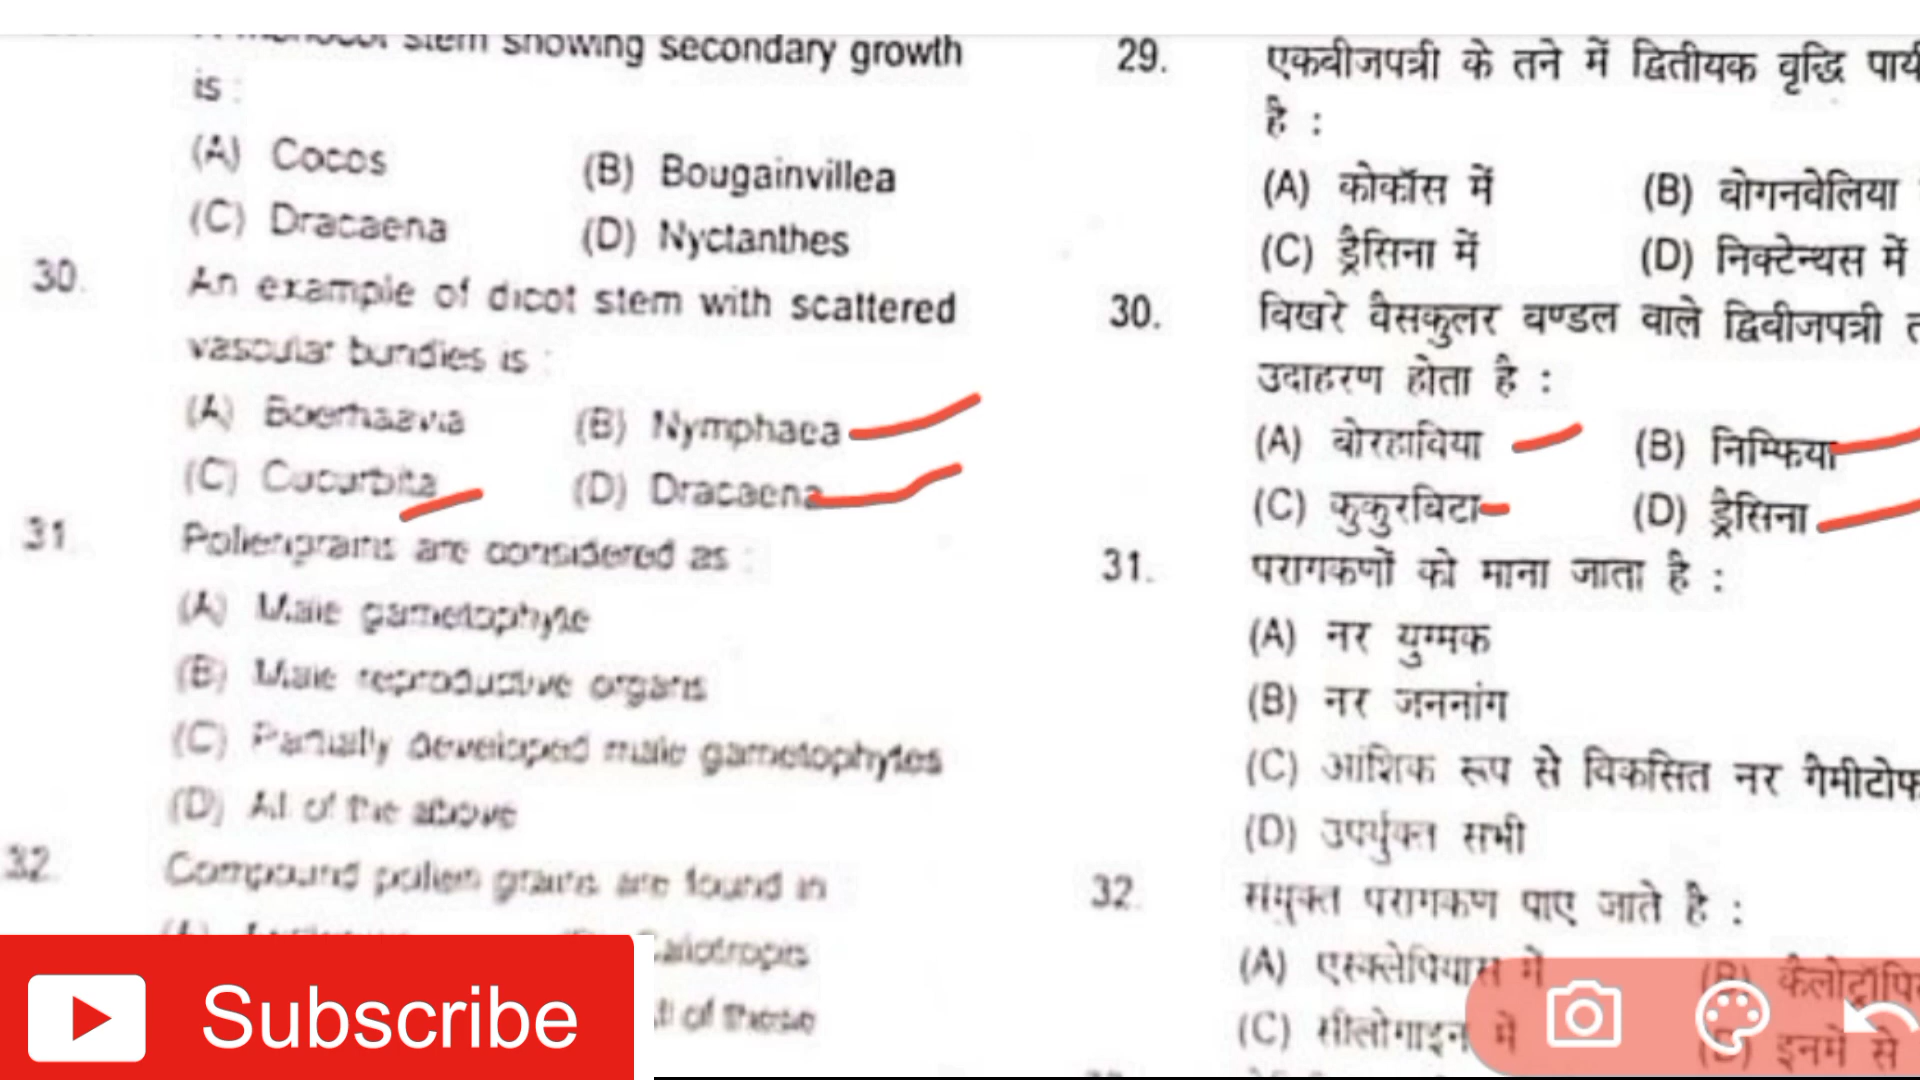 stem showing secondary growth
is :
(A) Cocos (B) Bougainvillea
(C) Dracaena (D) Nyctanthes
30. An example of dicot stem with scattered
vascular bundles is :
(A) Boerhaavia (B) Nymphaea
(C) Cucurbita (D) Dracaena
31. Pollengrains are considered as :
(A) Male gametophyte
(B) Male reproductive organs
(C) Partially developed male gametophytes
(D) All of the above
32. Compound pollen grains are found in
Calotropis
All of these
29. एकबीजपत्री के तने में द्वितीयक वृद्धि
है :
(A) कोकॉस में (B) बोगनवेलिया
(C) ड्रैसिना में (D) निक्टेन्थस में
30. बिखरे वैसकुलर बण्डल वाले द्विबीजपत्री
उदाहरण होता है :
(A) बोरहाविया (B) निम्फिया
(C) कुकुरबिटा (D) ड्रैसिना
31. परागकणों को माना जाता है :
(A) नर युग्मक
(B) नर जननांग
(C) आंशिक रूप से विकसित नर
(D) उपर्युक्त सभी
32. संयुक्त परागकण पाए जाते है :
(A) एस्क्लेपियास में (B)
(C) सीलोगाइन में (D) इनमें से
Subscribe